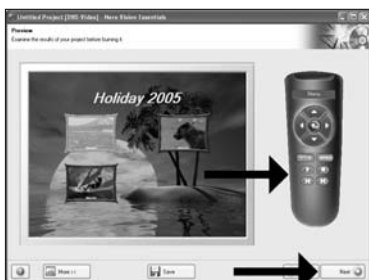 Untitled Project [DVD-Video] - Nero Vision Essentials
Preview
Examine the results of your project before burning it.
Holiday 2005
Menu
More >>
Save
Next